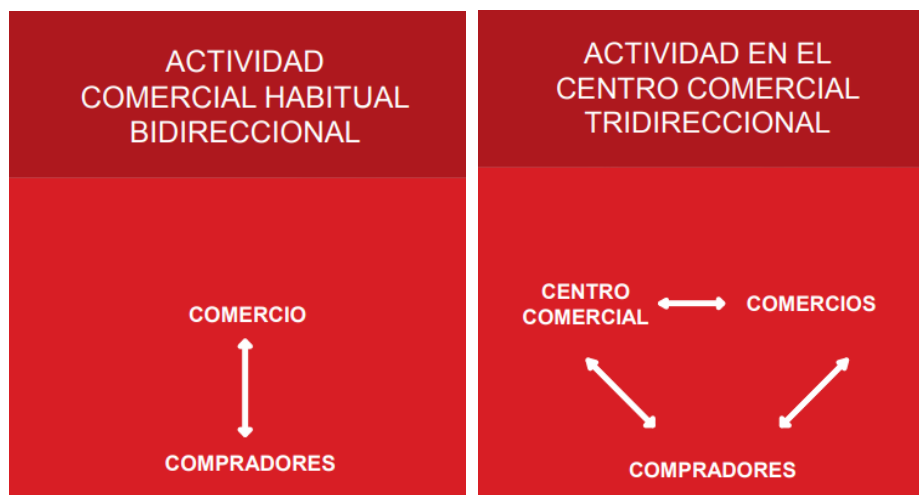 ACTIVIDAD
COMERCIAL HABITUAL
BIDIRECCIONAL
COMERCIO
COMPRADORES
ACTIVIDAD EN EL
CENTRO COMERCIAL
TRIDIRECCIONAL
CENTRO
COMERCIAL
COMERCIOS
COMPRADORES